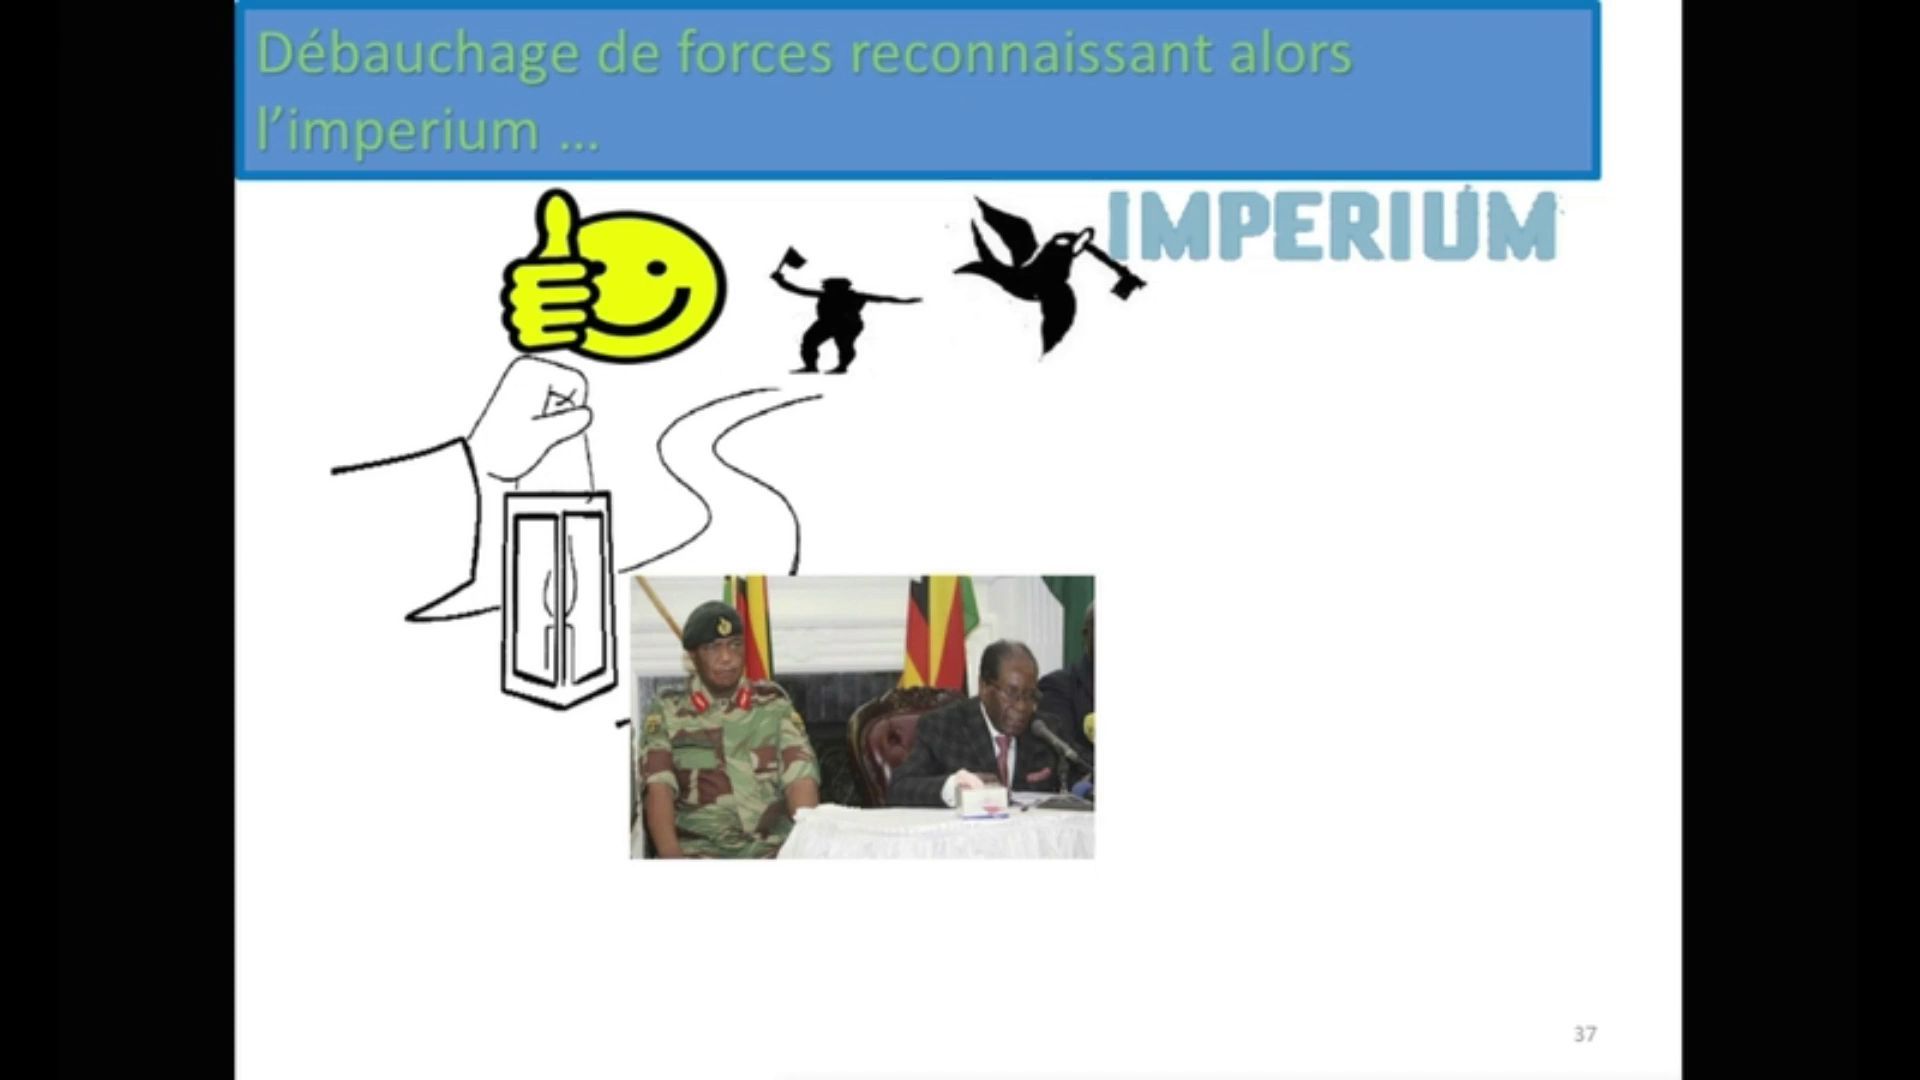 Débauchage de forces reconnaissant alors
l’imperium ...
IMPERIUM
37